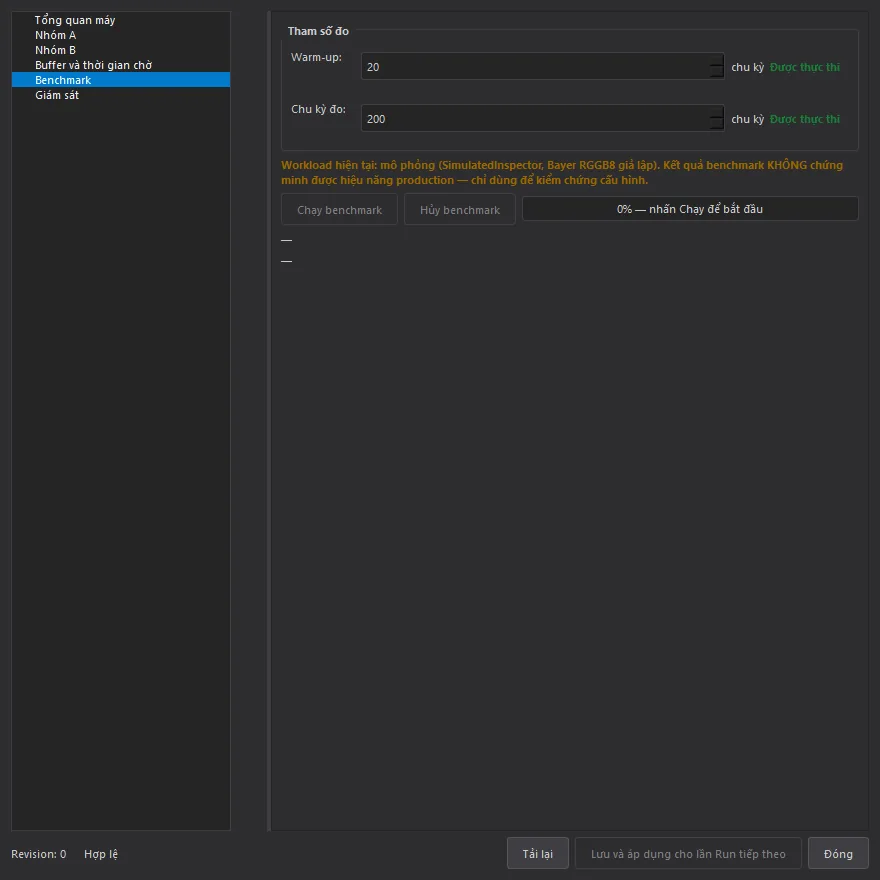 Tổng quan máy
Nhóm A
Nhóm B
Buffer và thời gian chờ
Benchmark
Giám sát
Tham số đo
Warm-up:
20
chu kỳ Được thực thi
Chu kỳ đo:
200
chu kỳ Được thực thi
Workload hiện tại: mô phỏng (SimulatedInspector, Bayer RGGB8 giả lập). Kết quả benchmark KHÔNG chứng
minh được hiệu năng production — chỉ dùng để kiểm chứng cấu hình.
Chạy benchmark
Hủy benchmark
0% — nhấn Chạy để bắt đầu
—
—
Revision: 0
Hợp lệ
Tải lại
Lưu và áp dụng cho lần Run tiếp theo
Đóng